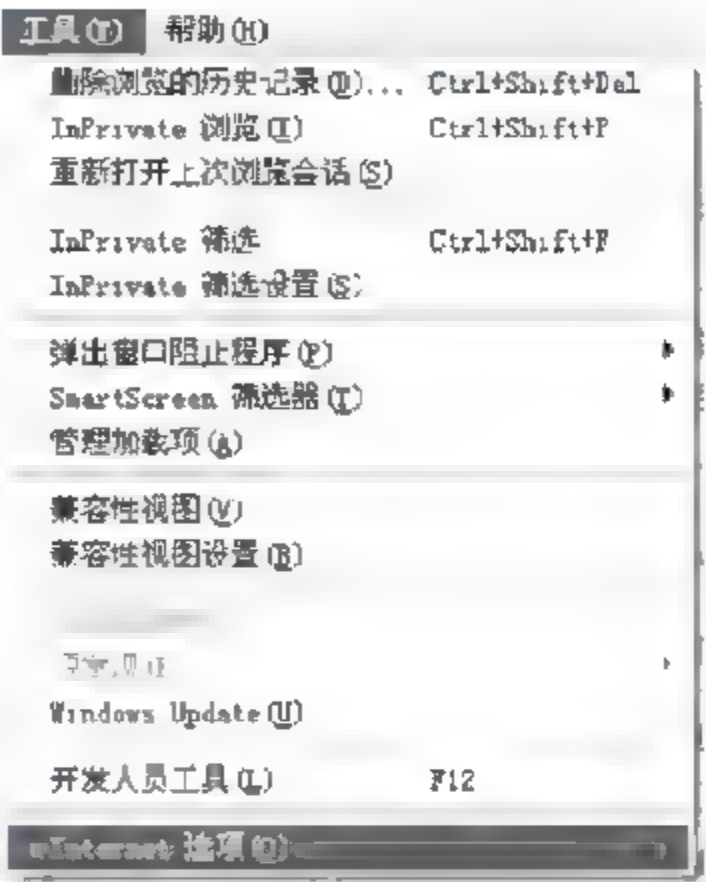 工具(T) 帮助(H)
删除浏览的历史记录(D)... Ctrl+Shift+Del
InPrivate 浏览(I) Ctrl+Shift+P
重新打开上次浏览会话(S)
InPrivate 筛选 Ctrl+Shift+F
InPrivate 筛选设置(S)
弹出窗口阻止程序(P)
SmartScreen 筛选器(T)
管理加载项(A)
兼容性视图(V)
兼容性视图设置(B)
Windows Update(U)
开发人员工具(L) F12
Internet 选项(O)